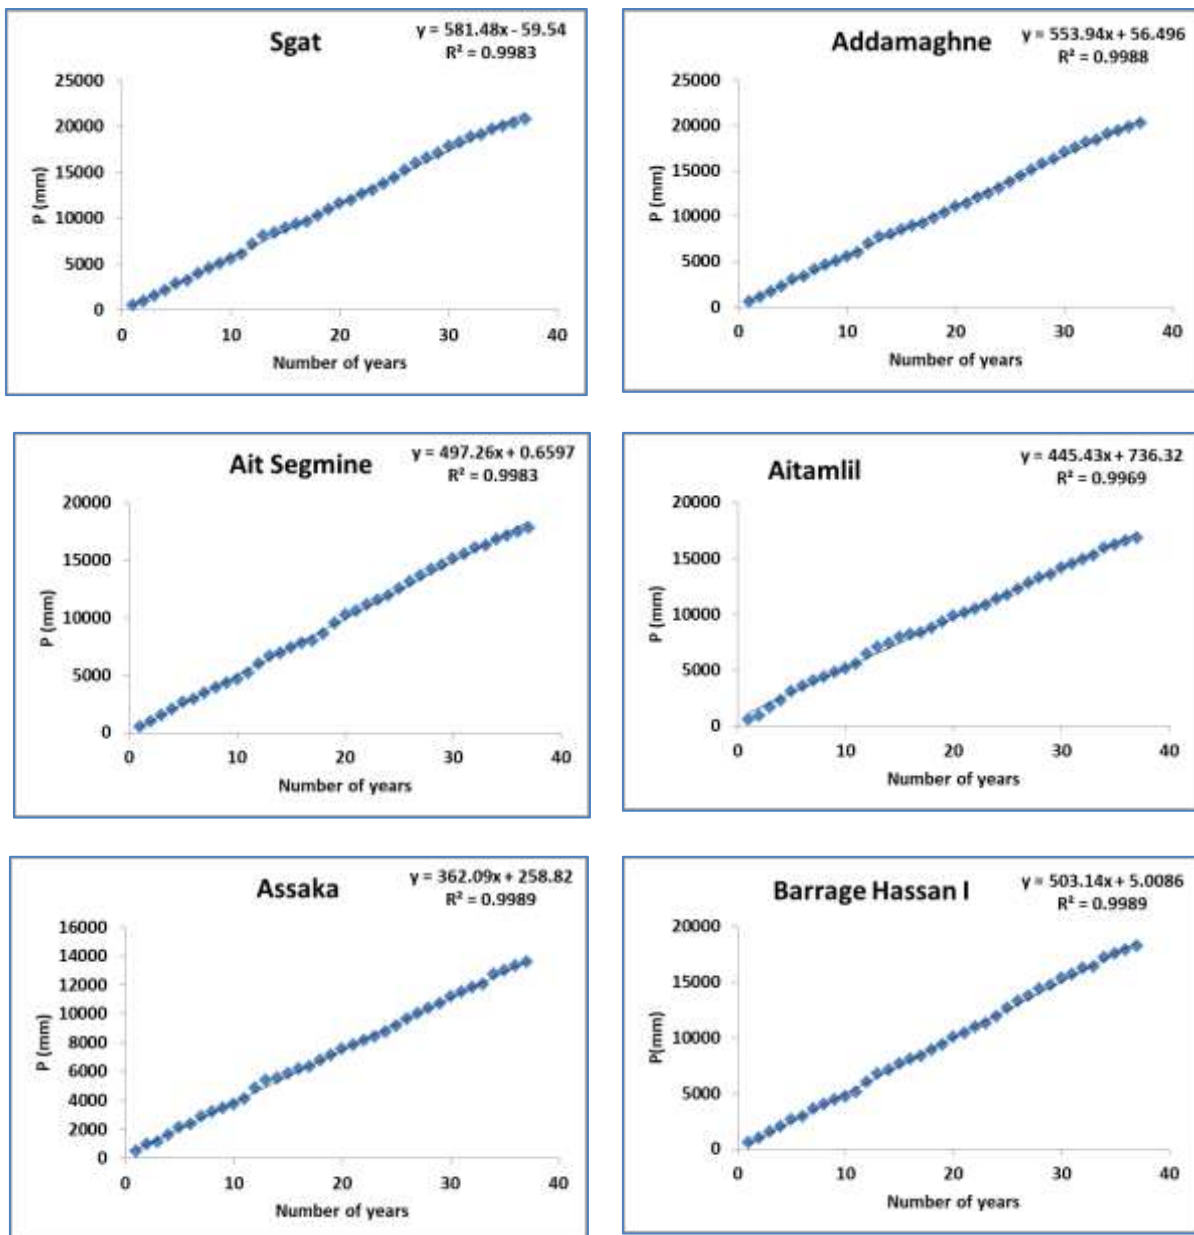 Sgat
y = 581.48x - 59.54
R² = 0.9983
25000
20000
15000
10000
5000
0
P (mm)
0 10 20 30 40
Number of years
Addamaghne
y = 553.94x + 56.496
R² = 0.9988
25000
20000
15000
10000
5000
0
P (mm)
0 10 20 30 40
Number of years
Ait Segmine
y = 497.26x + 0.6597
R² = 0.9983
20000
15000
10000
5000
0
P (mm)
0 10 20 30 40
Number of years
Aitamlil
y = 445.43x + 736.32
R² = 0.9969
20000
15000
10000
5000
0
P (mm)
0 10 20 30 40
Number of years
Assaka
y = 362.09x + 258.82
R² = 0.9989
16000
14000
12000
10000
8000
6000
4000
2000
0
P (mm)
0 10 20 30 40
Number of years
Barrage Hassan I
y = 503.14x + 5.0086
R² = 0.9989
20000
15000
10000
5000
0
P(mm)
0 10 20 30 40
Number of years